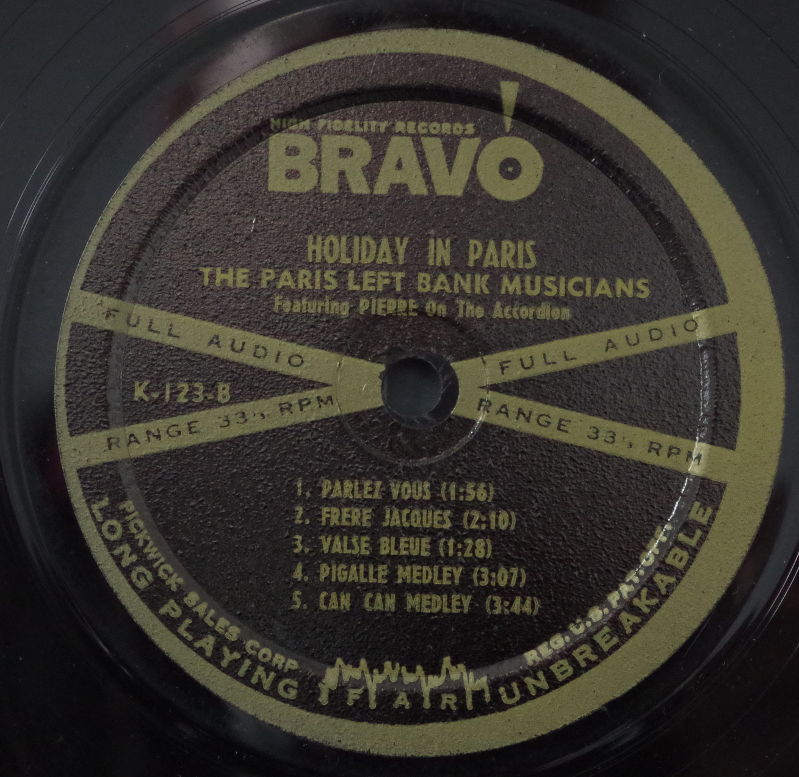 HIGH FIDELITY RECORDS
BRAVO
HOLIDAY IN PARIS
THE PARIS LEFT BANK MUSICIANS
Featuring PIERRE On The Accordion
FULL AUDIO
FULL AUDIO
K-123-B
RANGE 33⅓ RPM
RANGE 33⅓ RPM
1. PARLEZ VOUS (1:56)
2. FRERE JACQUES (2:10)
3. VALSE BLEUE (1:28)
4. PIGALLE MEDLEY (3:07)
5. CAN CAN MEDLEY (3:44)
PICKWICK SALES CORP
REG. U.S. PAT. OFF.
LONG PLAYING
FAR
UNBREAKABLE